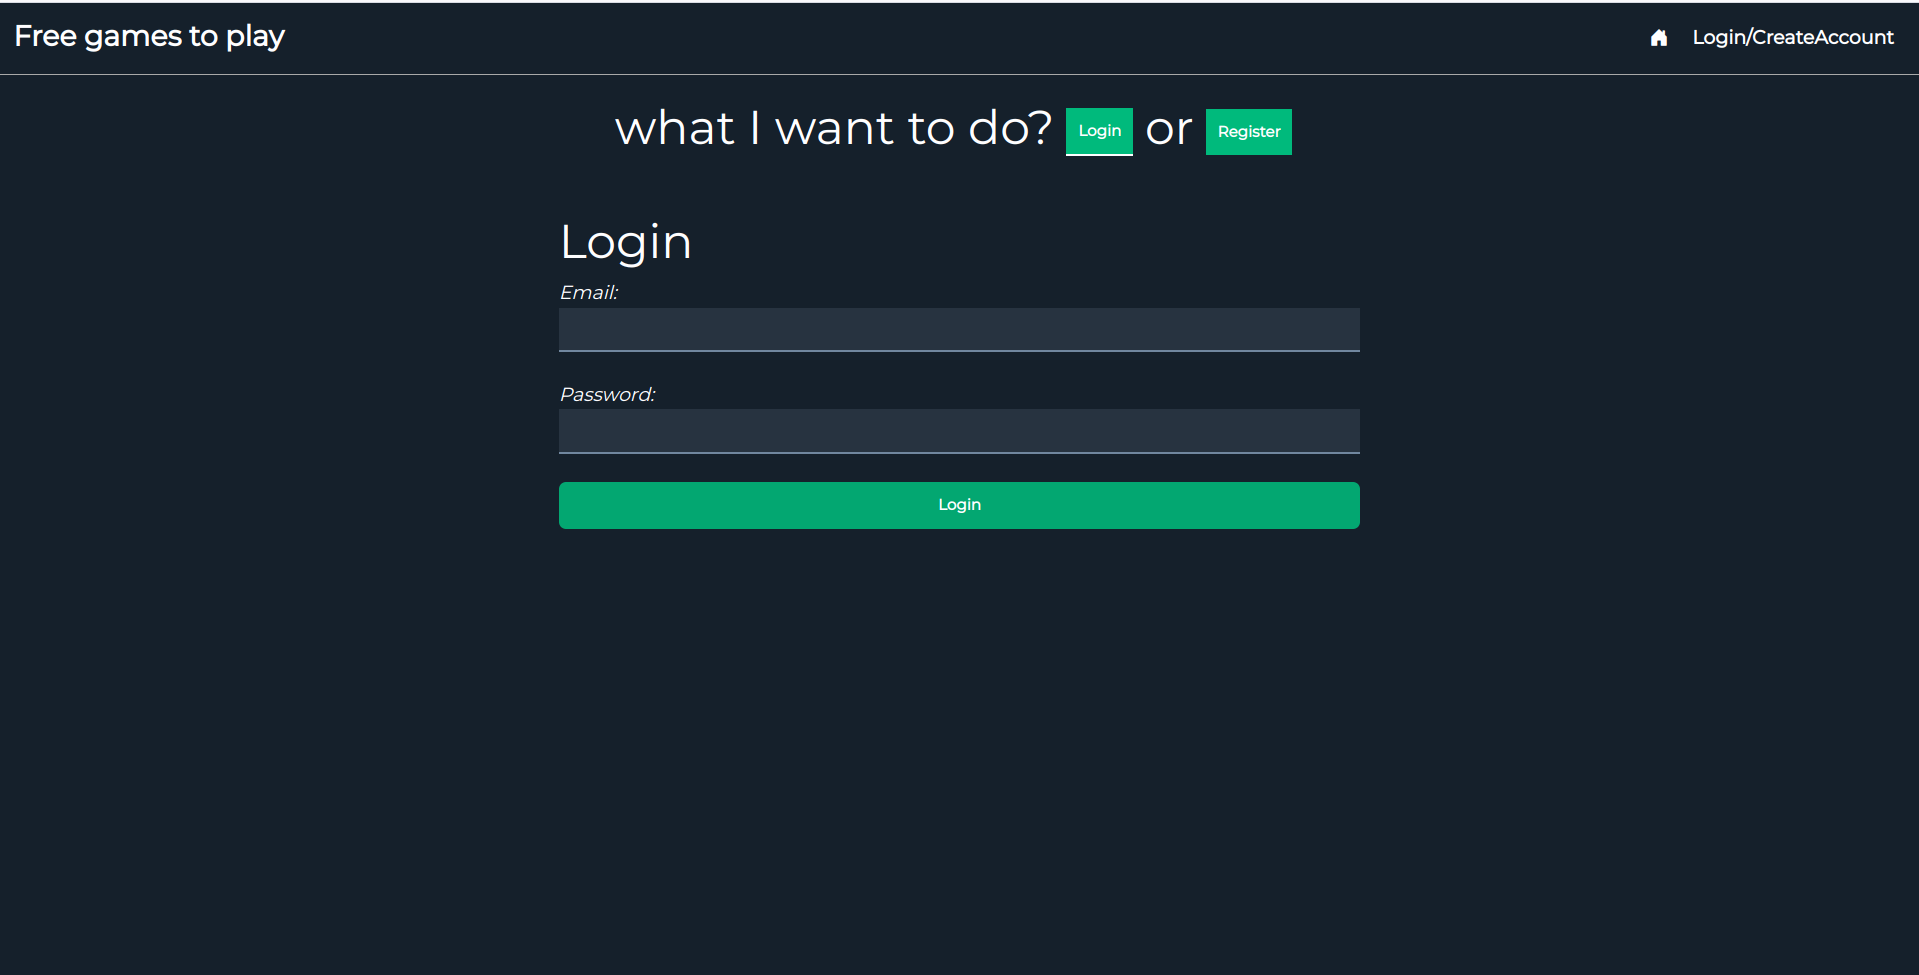 Free games to play
Login/CreateAccount
what I want to do? Login or Register
Login
Email:
Password:
Login